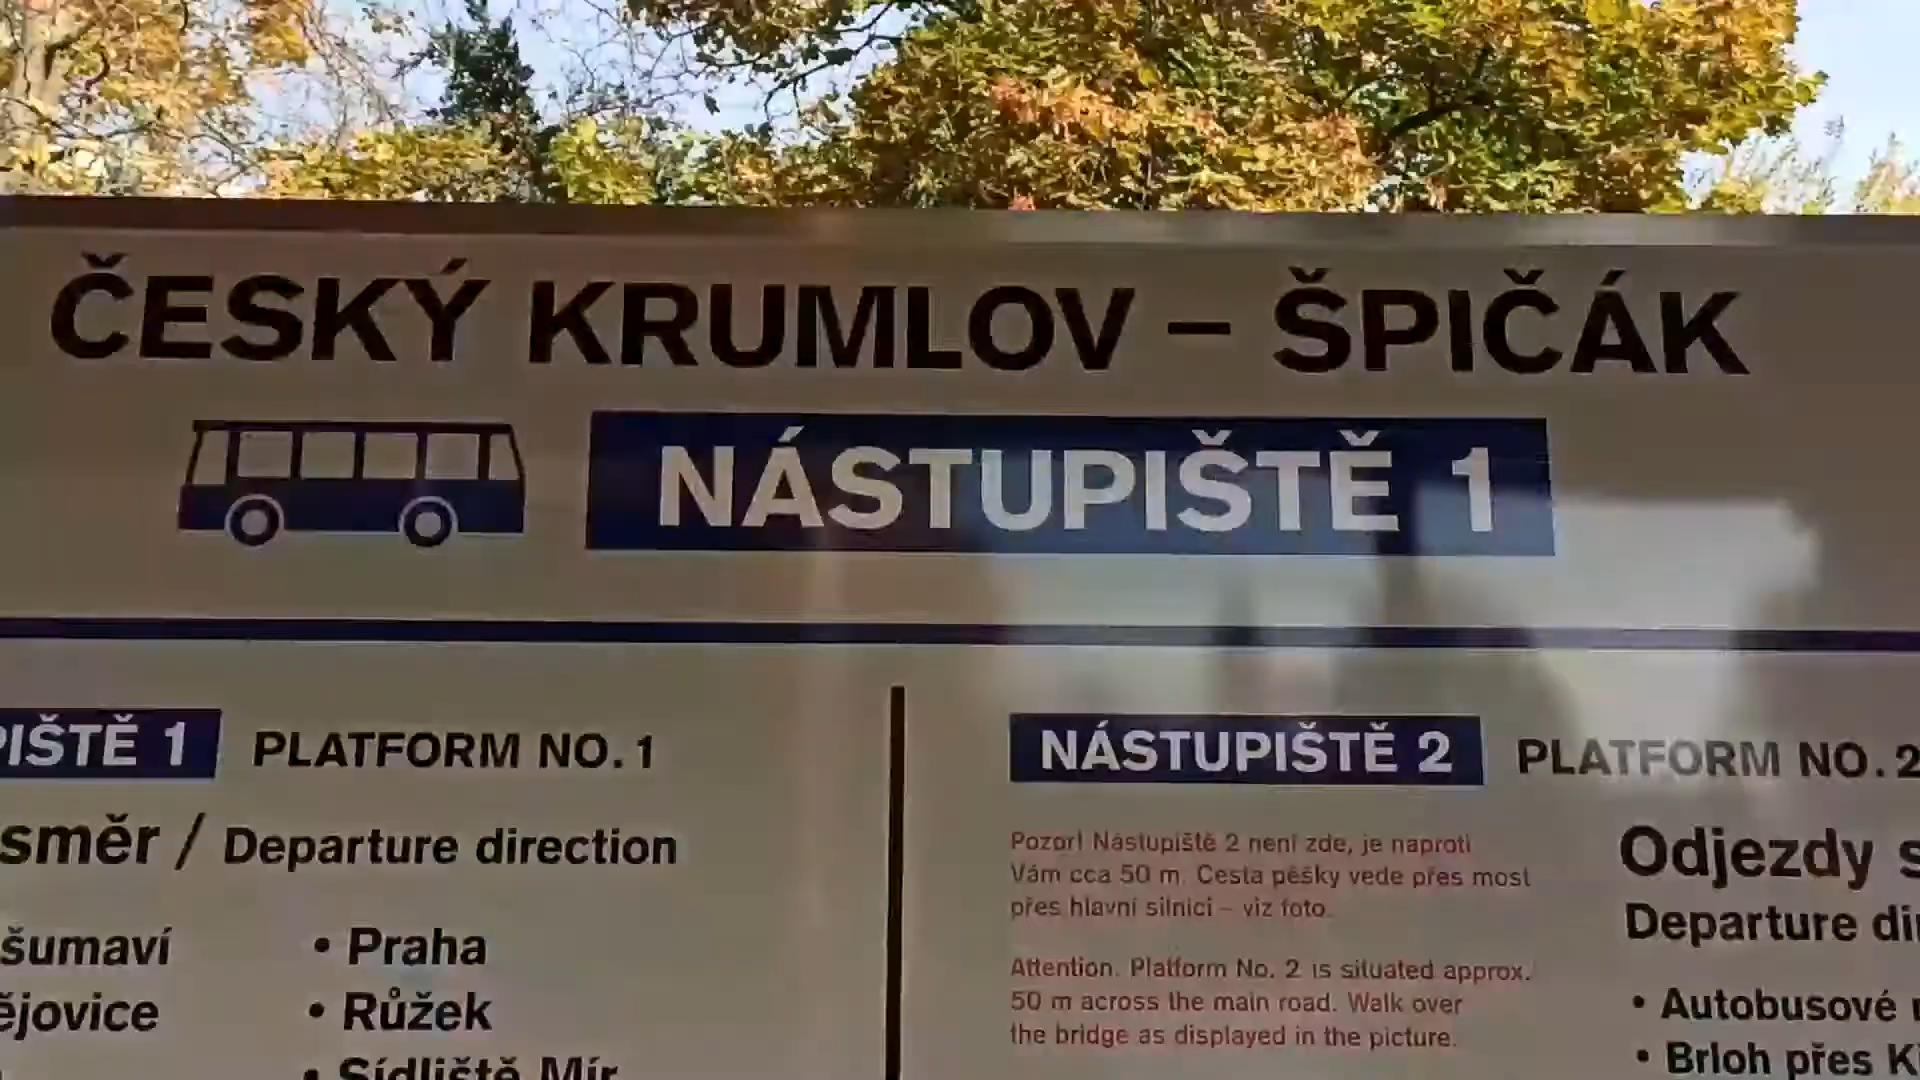 ČESKÝ KRUMLOV – ŠPIČÁK
NÁSTUPIŠTĚ 1
PIŠTĚ 1 PLATFORM NO. 1
směr / Departure direction
šumaví
ějovice
• Praha
• Růžek
• Sídliště Mír
NÁSTUPIŠTĚ 2 PLATFORM NO. 2
Pozor! Nástupiště 2 není zde, je naproti
Vám cca 50 m. Cesta pěšky vede přes most
přes hlavní silnici – viz foto.
Attention. Platform No. 2 is situated approx.
50 m across the main road. Walk over
the bridge as displayed in the picture.
Odjezdy s
Departure di
• Autobusové
• Brloh přes K